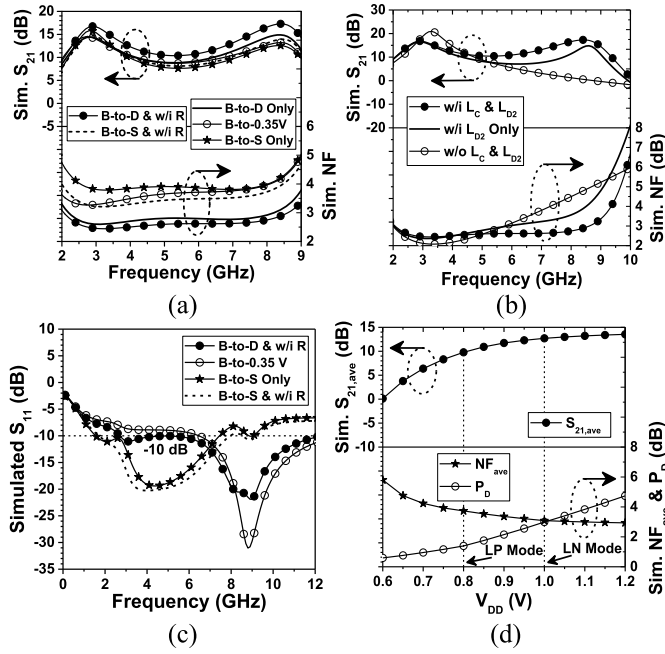 20
15
10
5
0
-5
Sim. S21 (dB)
B-to-D & w/i R
B-to-S & w/i R
B-to-D Only
B-to-0.35V
B-to-S Only
6
5
4
3
2
Sim. NF
2 3 4 5 6 7 8 9
Frequency (GHz)
(a)
30
20
10
0
-10
-20
Sim. S21 (dB)
w/i LC & LD2
w/i LD2 Only
w/o LC & LD2
8
7
6
5
4
3
2
Sim. NF (dB)
2 3 4 5 6 7 8 9 10
Frequency (GHz)
(b)
10
5
0
-5
-10
-15
-20
-25
-30
-35
Simulated S11 (dB)
B-to-D & w/i R
B-to-0.35 V
B-to-S Only
B-to-S & w/i R
-10 dB
0 2 4 6 8 10 12
Frequency (GHz)
(c)
15
10
5
0
-5
-10
Sim. S21,ave (dB)
S21,ave
NFave
PD
LP Mode
LN Mode
8
6
4
2
0
Sim. NFave & PD (dB)
0.6 0.7 0.8 0.9 1.0 1.1 1.2
VDD (V)
(d)